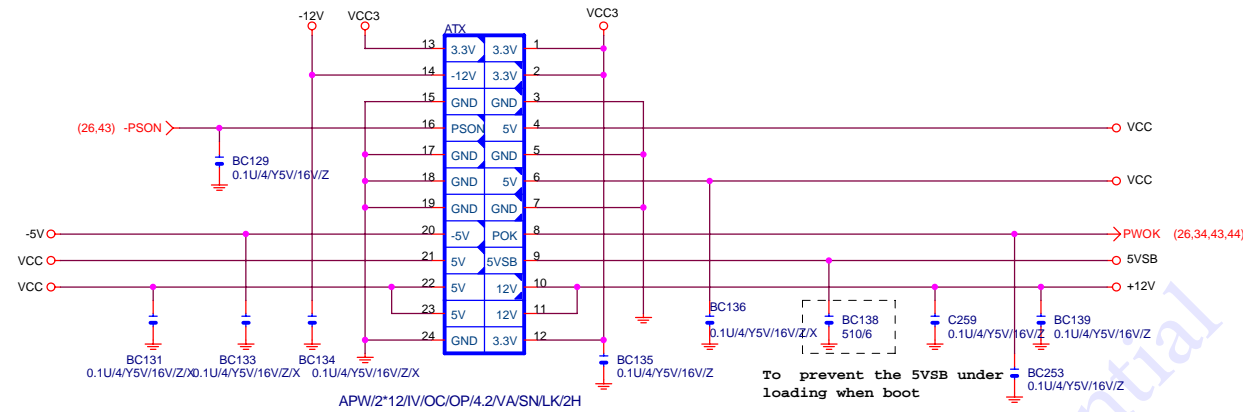 -12V
VCC3
VCC3
ATX
13 3.3V 3.3V 1
14 -12V 3.3V 2
15 GND GND 3
(26,43) -PSON 16 PSON 5V 4 VCC
17 GND GND 5
BC129
0.1U/4/Y5V/16V/Z
18 GND 5V 6 VCC
19 GND GND 7
-5V 20 -5V POK 8 PWOK (26,34,43,44)
VCC 21 5V 5VSB 9 5VSB
VCC 22 5V 12V 10 +12V
23 5V 12V 11
24 GND 3.3V 12
BC136
0.1U/4/Y5V/16V/Z/X
BC138
510/6
C259
0.1U/4/Y5V/16V/Z
BC139
0.1U/4/Y5V/16V/Z
BC131
0.1U/4/Y5V/16V/Z/X
BC133
0.1U/4/Y5V/16V/Z/X
BC134
0.1U/4/Y5V/16V/Z/X
BC135
0.1U/4/Y5V/16V/Z
To prevent the 5VSB under
loading when boot
BC253
0.1U/4/Y5V/16V/Z
APW/2*12/IV/OC/OP/4.2/VA/SN/LK/2H